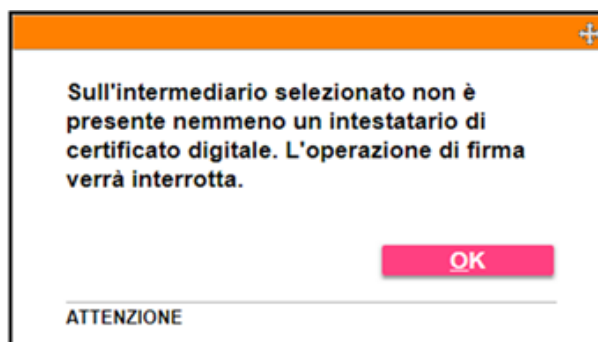 Sull'intermediario selezionato non è
presente nemmeno un intestatario di
certificato digitale. L'operazione di firma
verrà interrotta.
OK
ATTENZIONE